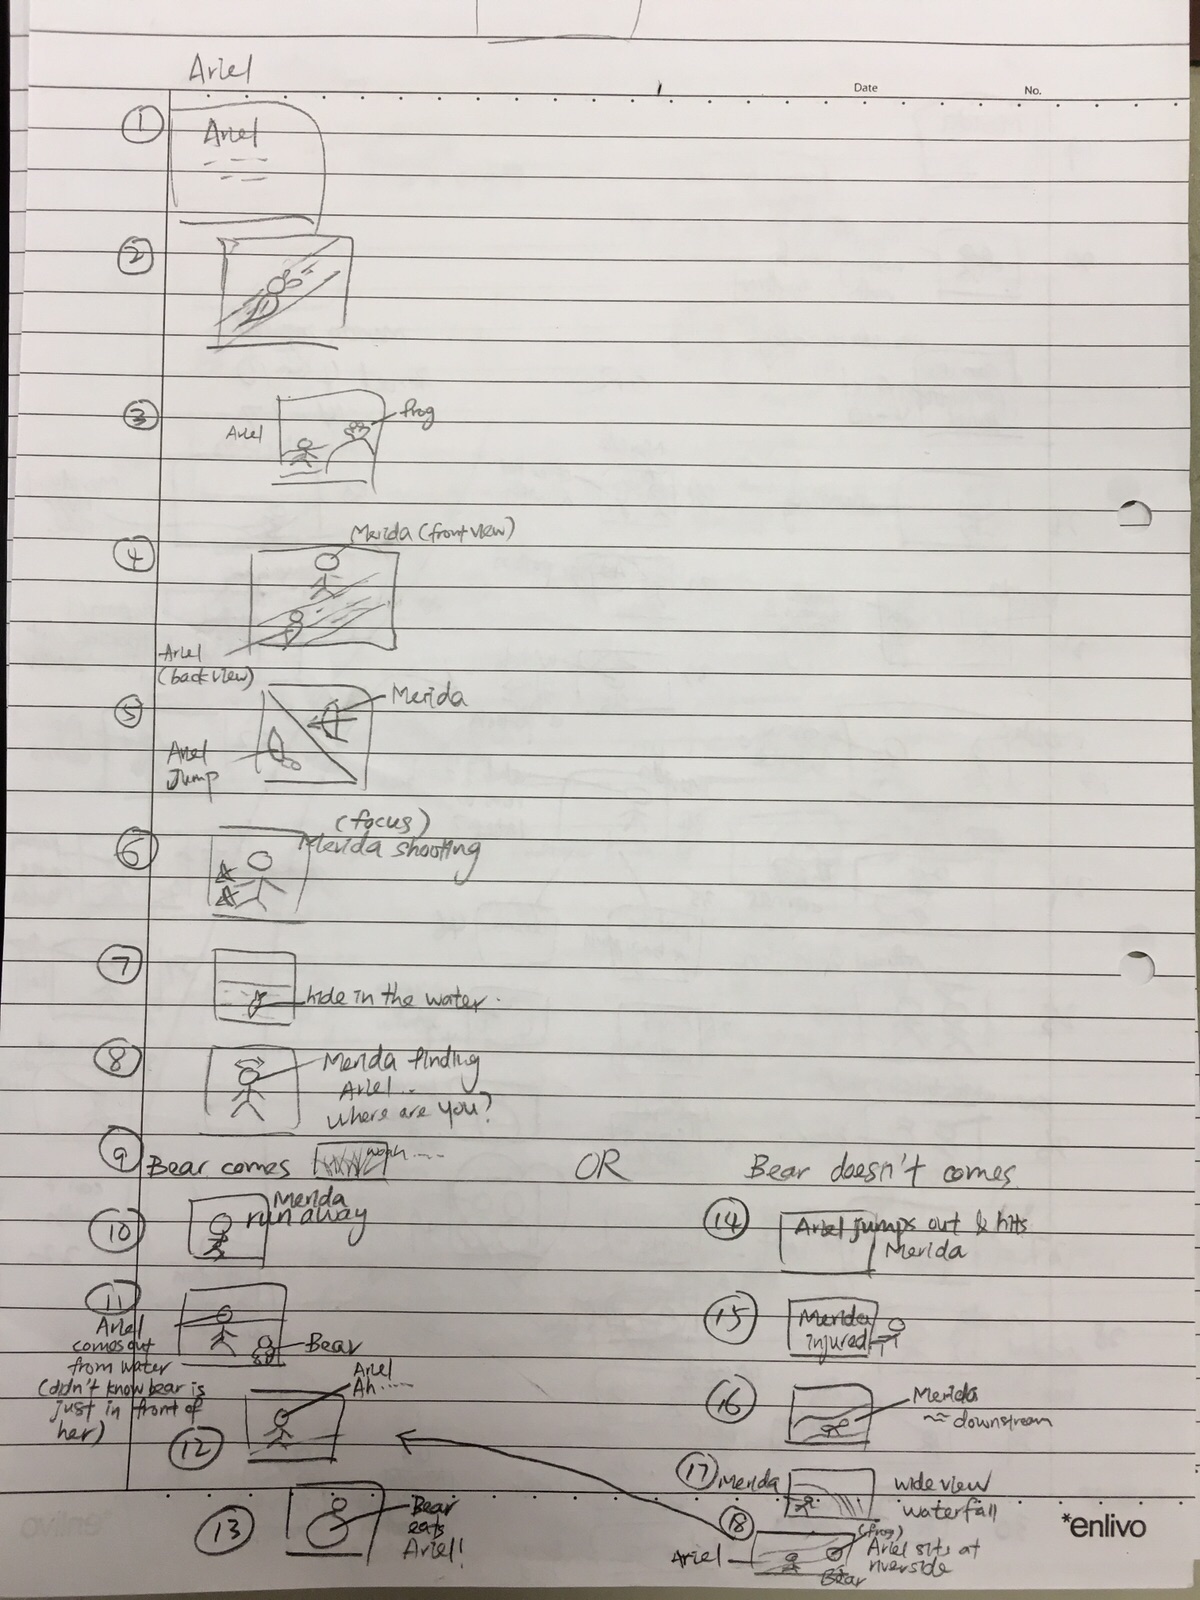 Ariel
Date
No.
1
Ariel
2
3
frog
Ariel
4
Merida (front view)
Ariel
(back view)
5
Merida
Ariel
Jump
6
(focus)
Merida shooting
7
hide in the water.
8
Merida finding
Ariel..
where are you?
9
Bear comes
OR
Bear doesn't comes
10
Merida
run away
14
Ariel jumps out & hits
Merida
11
Ariel
comes out
from water
(didn't know bear is
just in front of
her)
Bear
15
Merida
injured
12
Ariel
Ah.....
16
Merida
downstream
17
Merida
wide view
waterfall
13
Bear
eats
Ariel!
18
Ariel
(frog)
Ariel sits at
riverside
Bear
*enlivo